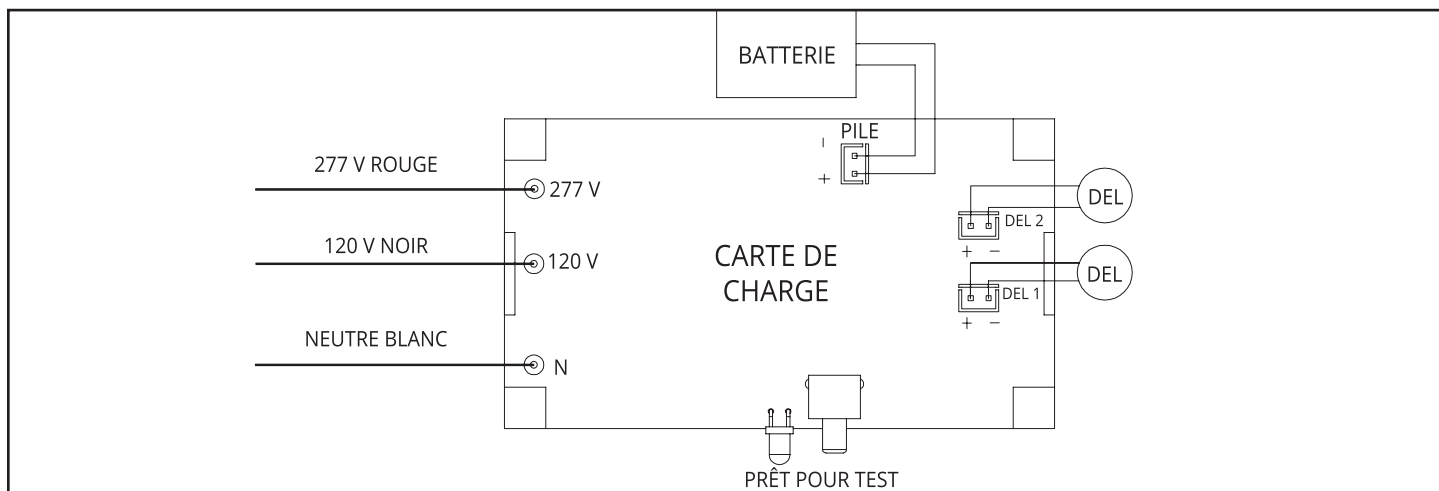 BATTERIE
PILE
–
+
277 V ROUGE
277 V
DEL
DEL 2
+ –
120 V NOIR
120 V
CARTE DE
CHARGE
DEL
DEL 1
+ –
NEUTRE BLANC
N
PRÊT POUR TEST